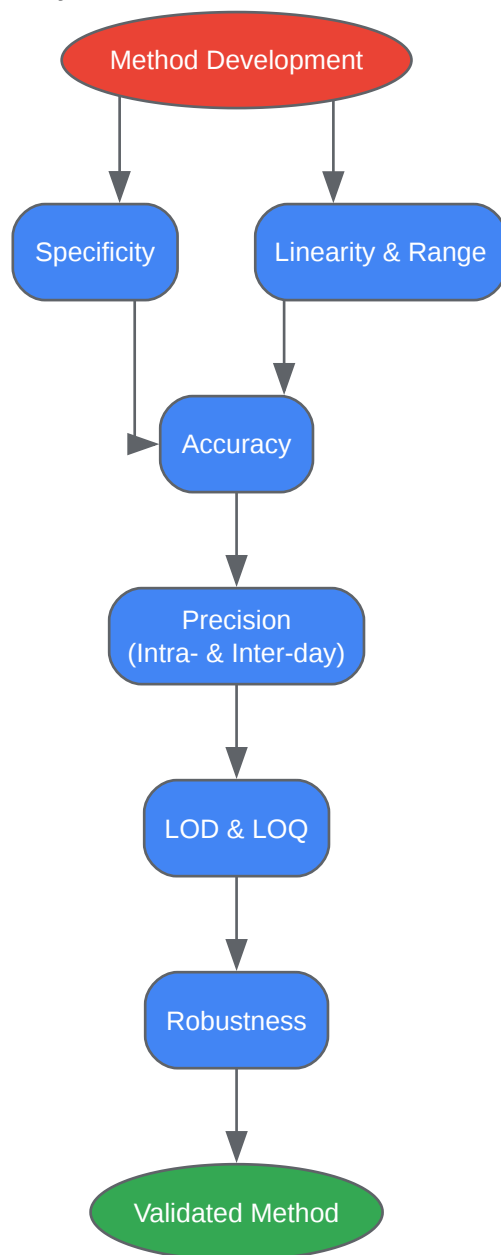 Method Development
Specificity
Linearity & Range
Accuracy
Precision
(Intra- & Inter-day)
LOD & LOQ
Robustness
Validated Method